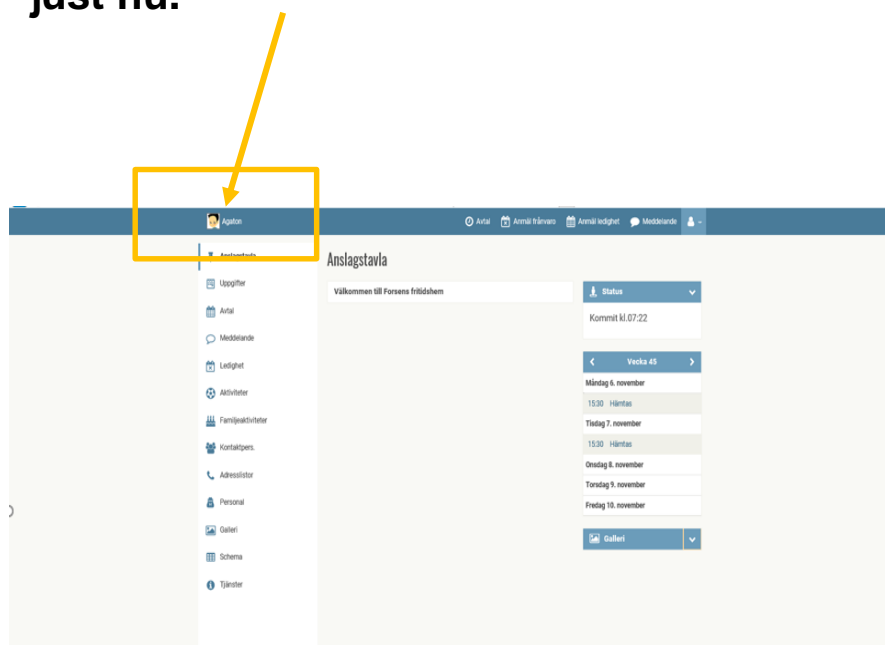 just nu.
Agaton
Avtal Anmäl frånvaro Anmäl ledighet Meddelande
Anslagstavla
Uppgifter
Avtal
Meddelande
Ledighet
Aktiviteter
Familjeaktiviteter
Kontaktpers.
Adresslistor
Personal
Galleri
Schema
Tjänster
Anslagstavla
Välkommen till Forsens fritidshem
Status
Kommit kl.07:22
Vecka 45
Måndag 6. november
15:30 Hämtas
Tisdag 7. november
15:30 Hämtas
Onsdag 8. november
Torsdag 9. november
Fredag 10. november
Galleri